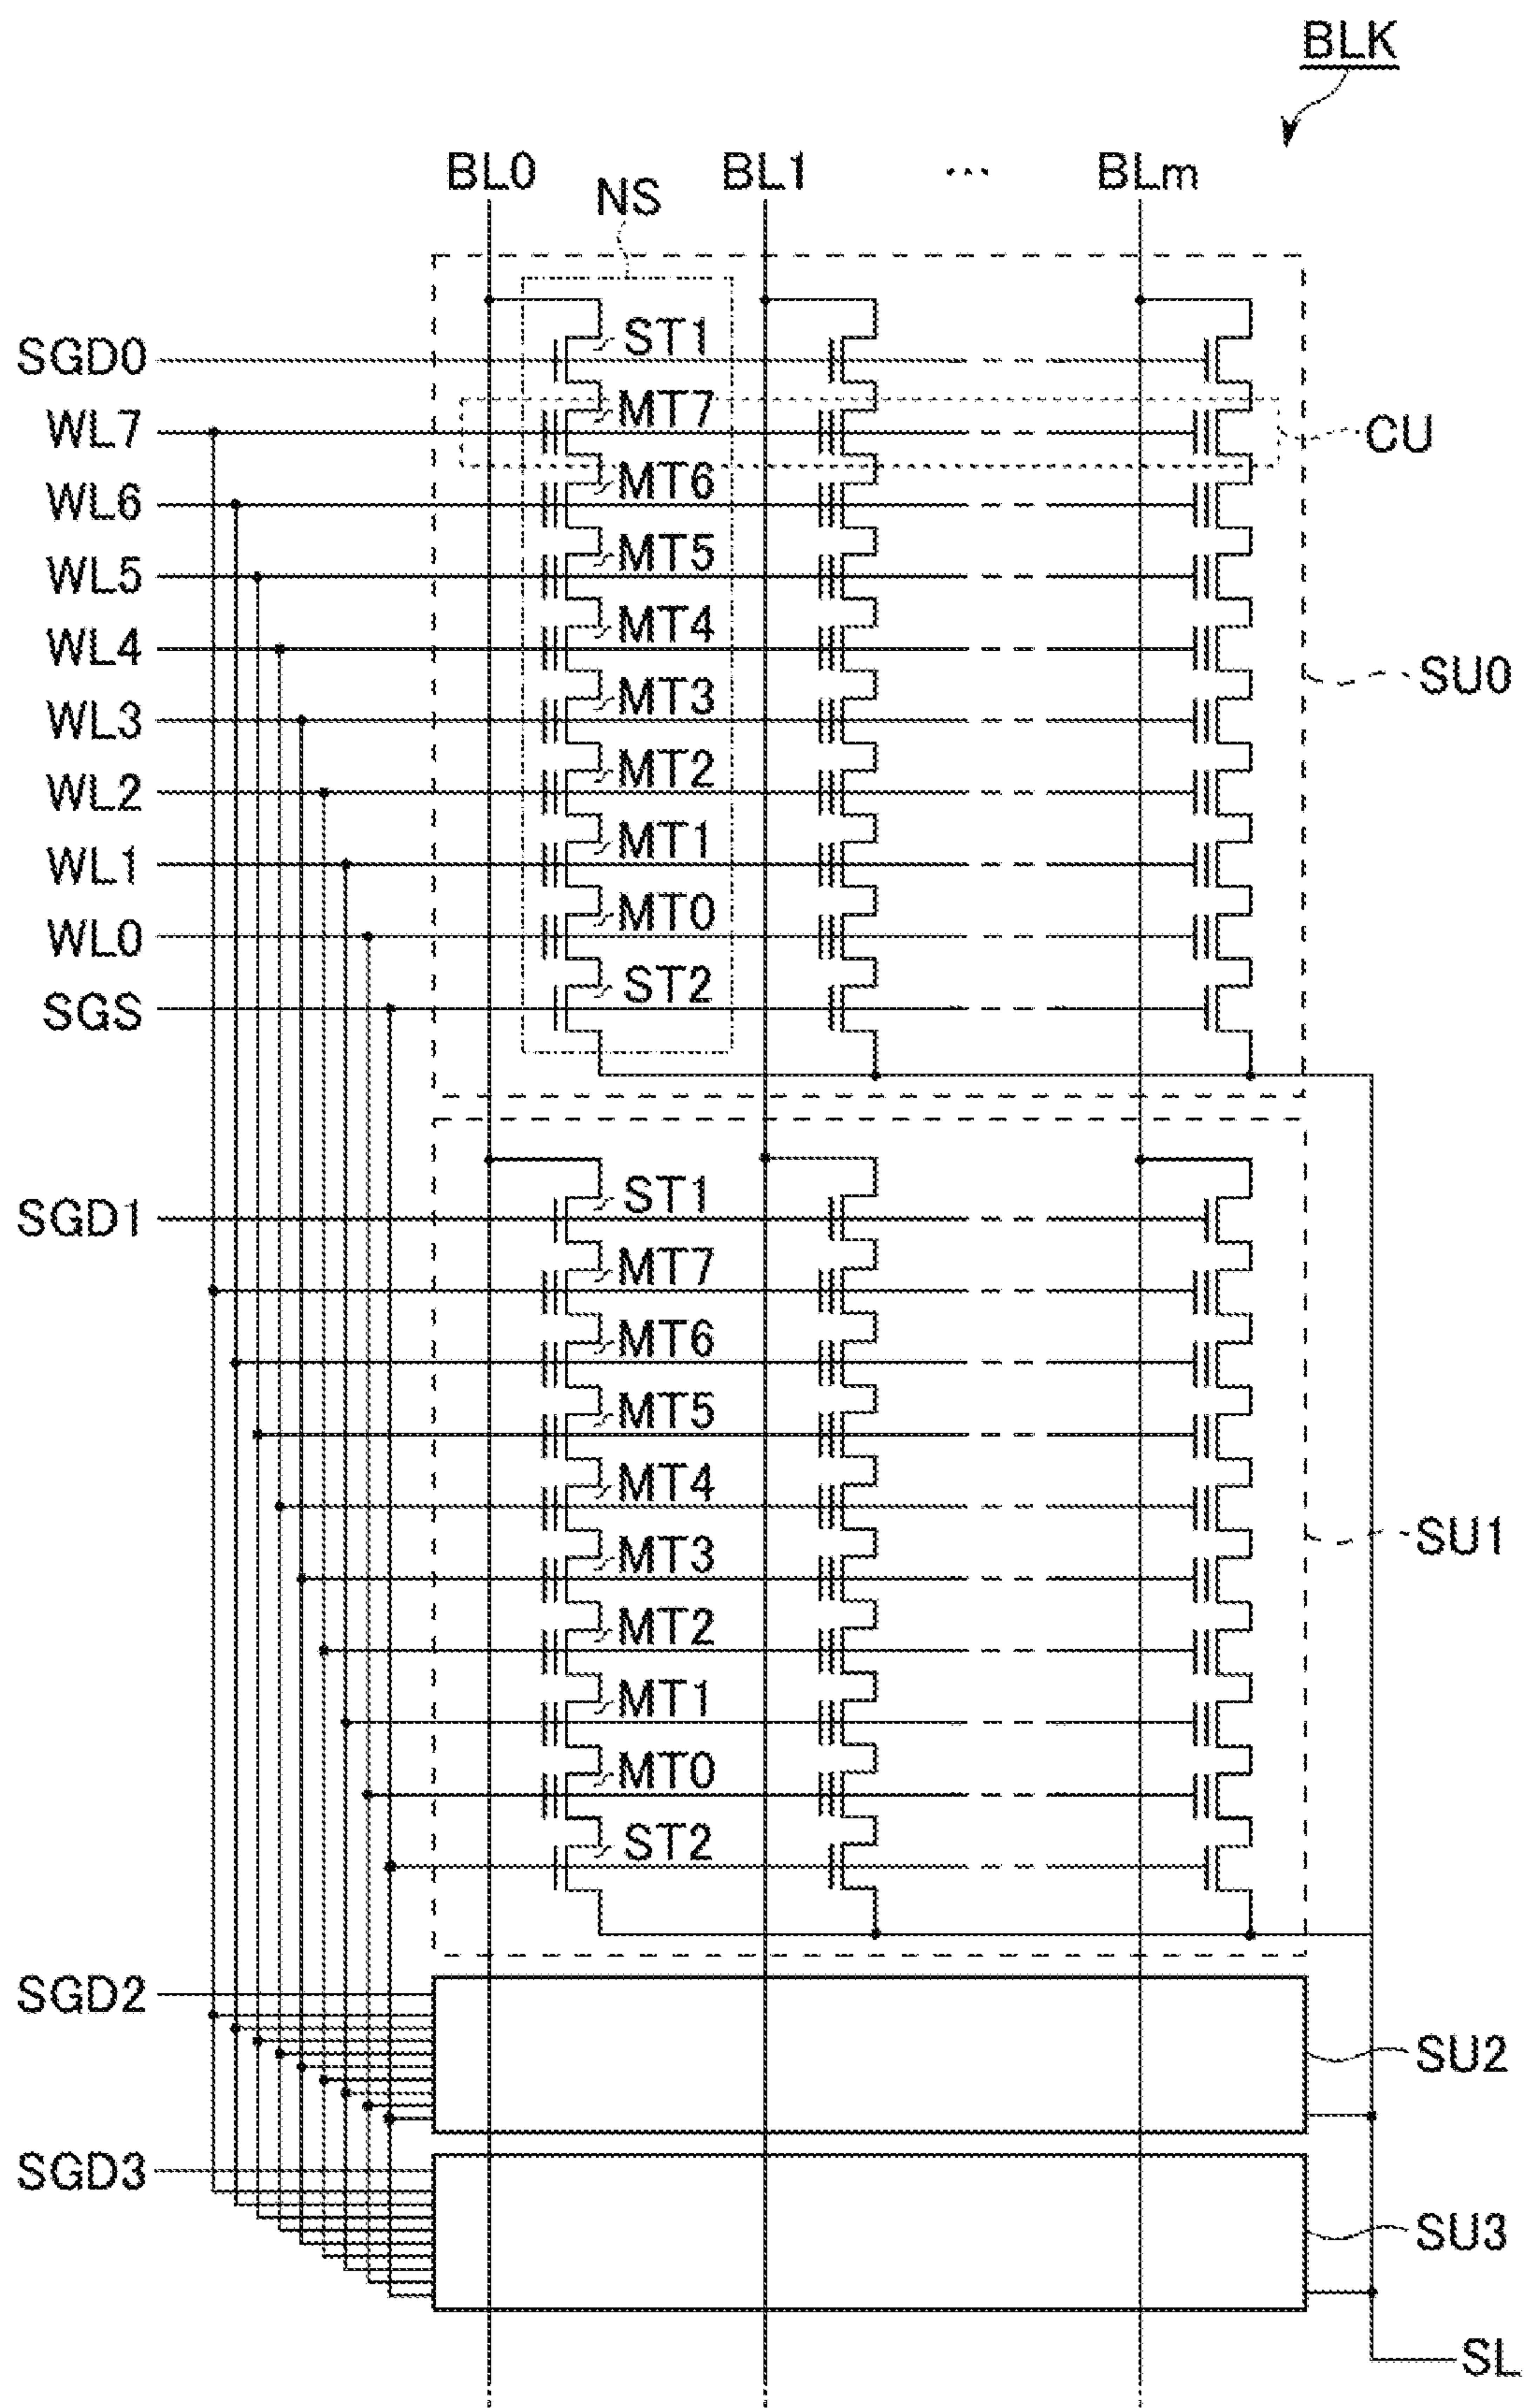 BLK
BL0 BL1 ... BLm
NS
SGD0 ST1
WL7 MT7 CU
WL6 MT6
WL5 MT5
WL4 MT4 SU0
WL3 MT3
WL2 MT2
WL1 MT1
WL0 MT0
SGS ST2
SGD1 ST1
MT7
MT6
MT5
MT4
MT3 SU1
MT2
MT1
MT0
ST2
SGD2
SU2
SGD3
SU3
SL